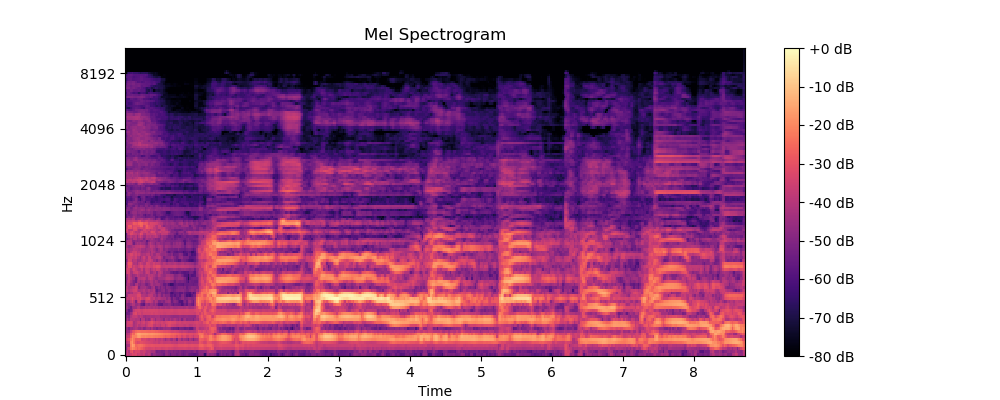 Mel Spectrogram
8192
4096
2048
1024
512
0
Hz
0 1 2 3 4 5 6 7 8
Time
+0 dB
-10 dB
-20 dB
-30 dB
-40 dB
-50 dB
-60 dB
-70 dB
-80 dB